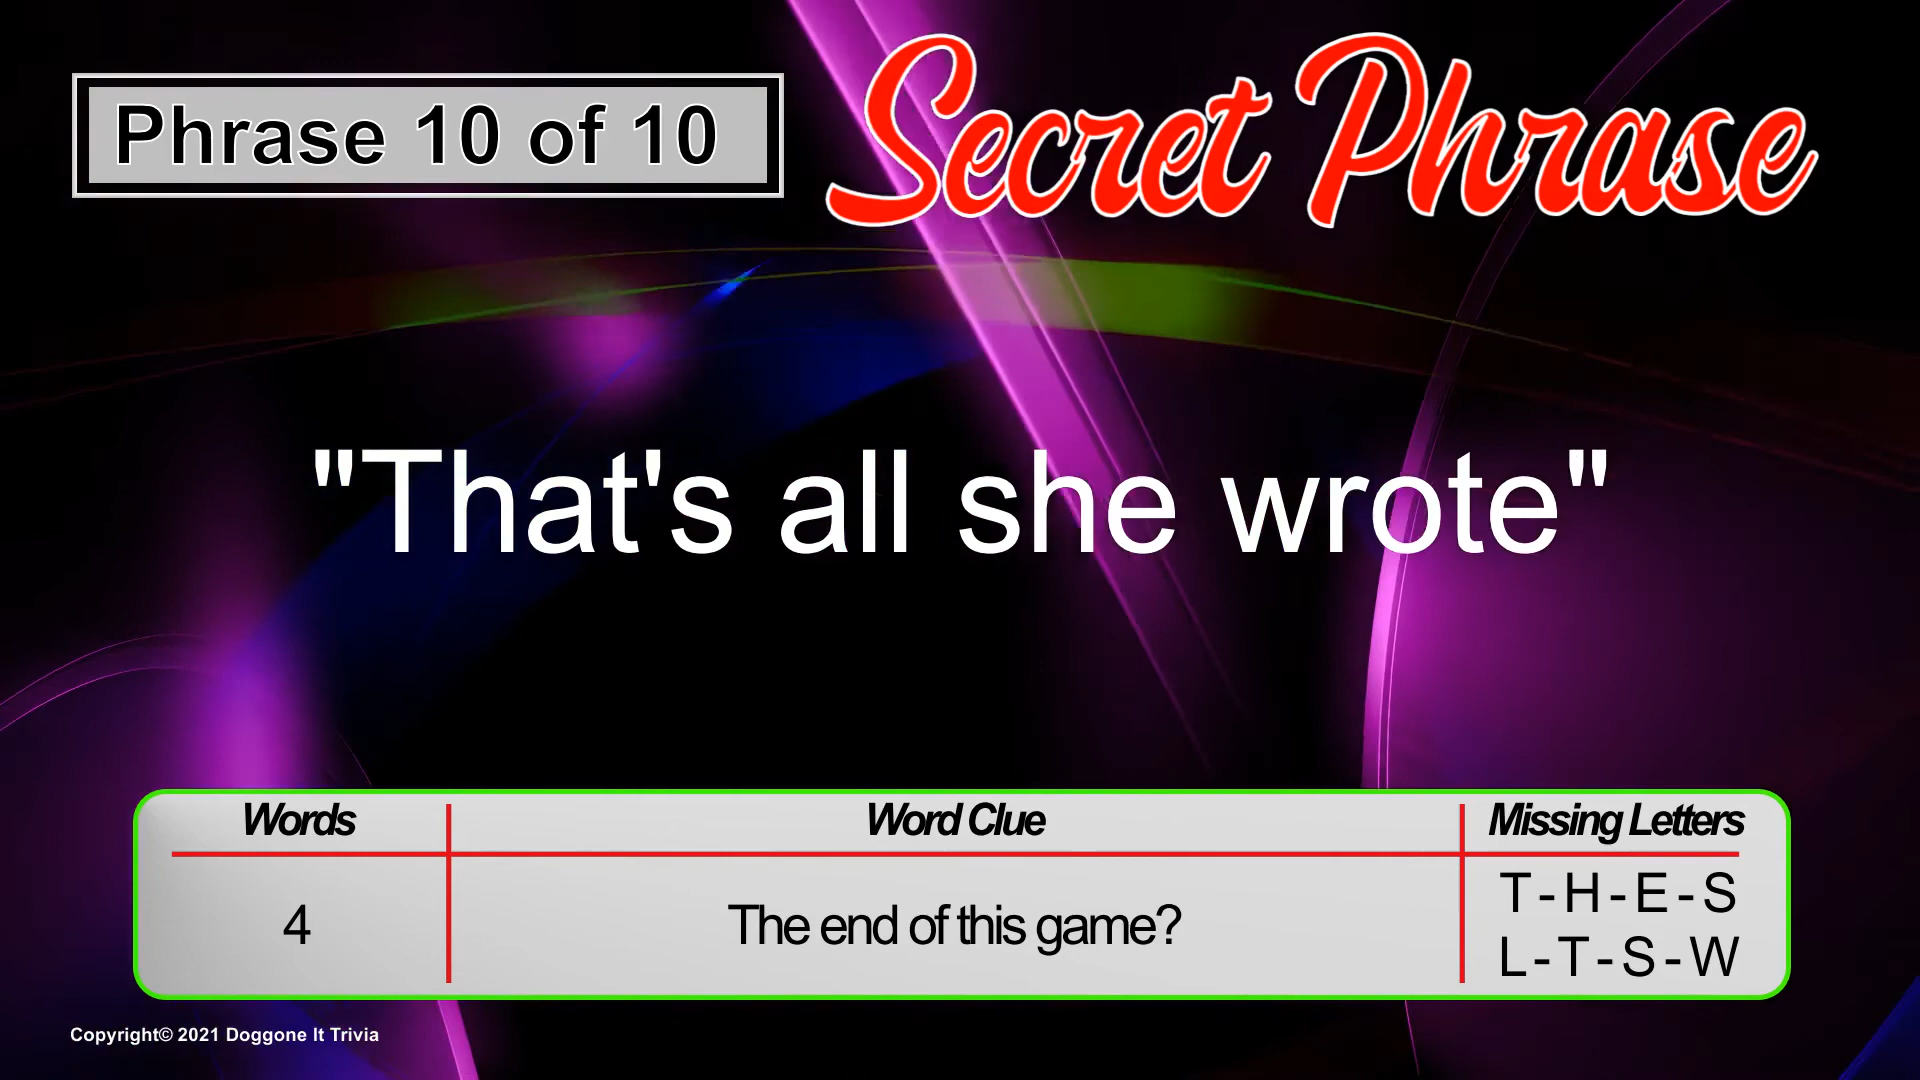 Phrase 10 of 10
Secret Phrase
"That's all she wrote"
Words
Word Clue
Missing Letters
4
The end of this game?
T-H-E-S
L-T-S-W
Copyright© 2021 Doggone It Trivia